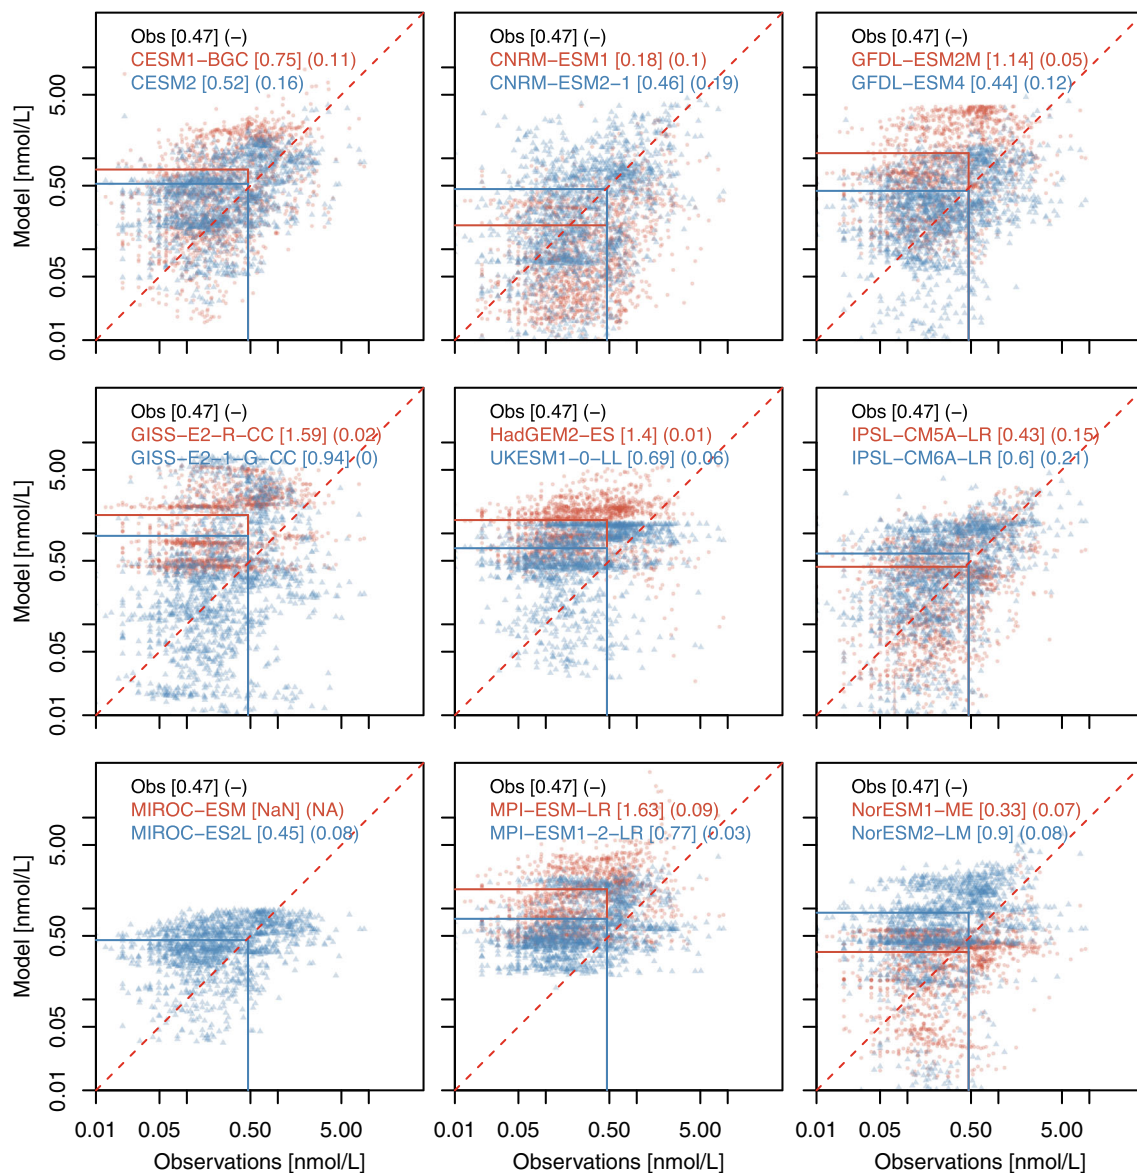 Obs [0.47] (−)
CESM1−BGC [0.75] (0.11)
CESM2 [0.52] (0.16)
Obs [0.47] (−)
CNRM−ESM1 [0.18] (0.1)
CNRM−ESM2−1 [0.46] (0.19)
Obs [0.47] (−)
GFDL−ESM2M [1.14] (0.05)
GFDL−ESM4 [0.44] (0.12)
Model [nmol/L]
5.00
0.50
0.05
0.01
Obs [0.47] (−)
GISS−E2−R−CC [1.59] (0.02)
GISS−E2−1−G−CC [0.94] (0)
Obs [0.47] (−)
HadGEM2−ES [1.4] (0.01)
UKESM1−0−LL [0.69] (0.06)
Obs [0.47] (−)
IPSL−CM5A−LR [0.43] (0.15)
IPSL−CM6A−LR [0.6] (0.21)
Model [nmol/L]
5.00
0.50
0.05
0.01
Obs [0.47] (−)
MIROC−ESM [NaN] (NA)
MIROC−ES2L [0.45] (0.08)
Obs [0.47] (−)
MPI−ESM−LR [1.63] (0.09)
MPI−ESM1−2−LR [0.77] (0.03)
Obs [0.47] (−)
NorESM1−ME [0.33] (0.07)
NorESM2−LM [0.9] (0.08)
Model [nmol/L]
5.00
0.50
0.05
0.01
0.01 0.05 0.50 5.00
0.01 0.05 0.50 5.00
0.01 0.05 0.50 5.00
Observations [nmol/L]
Observations [nmol/L]
Observations [nmol/L]